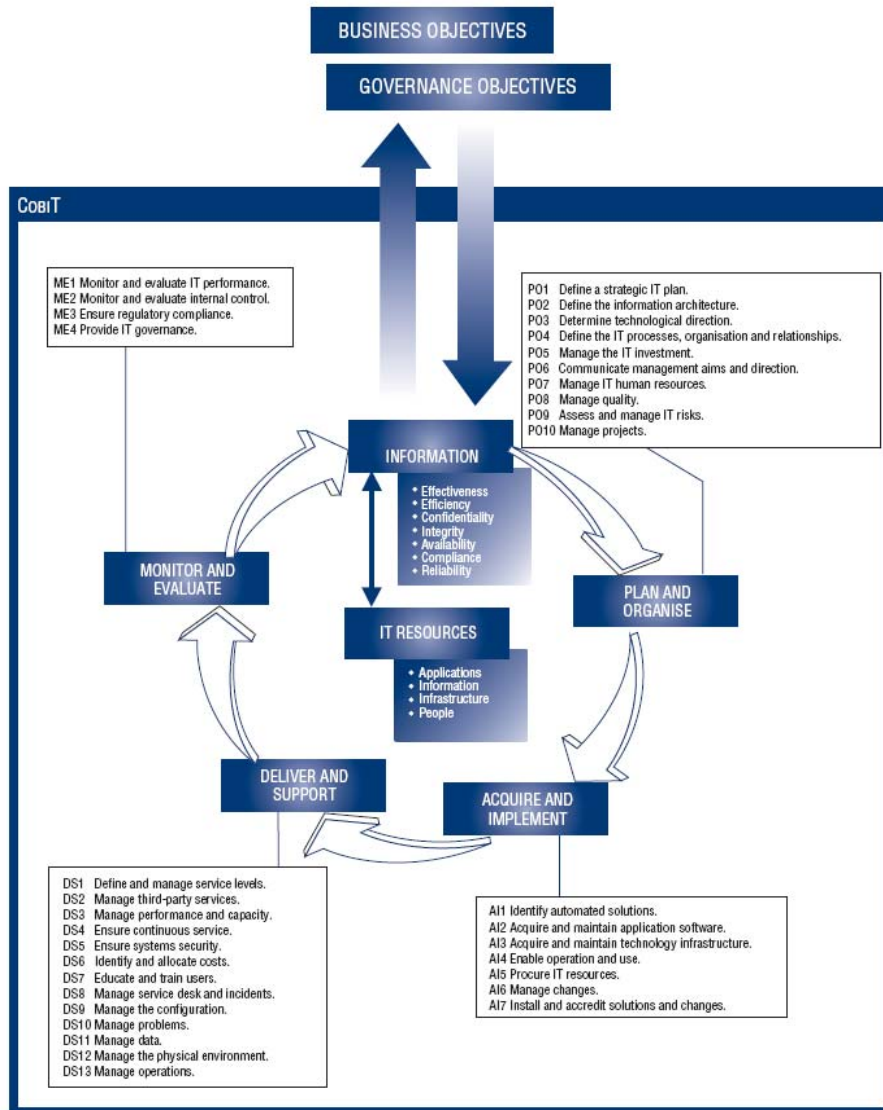 BUSINESS OBJECTIVES
GOVERNANCE OBJECTIVES
COBIT
ME1 Monitor and evaluate IT performance.
ME2 Monitor and evaluate internal control.
ME3 Ensure regulatory compliance.
ME4 Provide IT governance.
PO1 Define a strategic IT plan.
PO2 Define the information architecture.
PO3 Determine technological direction.
PO4 Define the IT processes, organisation and relationships.
PO5 Manage the IT investment.
PO6 Communicate management aims and direction.
PO7 Manage IT human resources.
PO8 Manage quality.
PO9 Assess and manage IT risks.
PO10 Manage projects.
INFORMATION
Effectiveness
Efficiency
Confidentiality
Integrity
Availability
Compliance
Reliability
MONITOR AND
EVALUATE
PLAN AND
ORGANISE
IT RESOURCES
Applications
Information
Infrastructure
People
DELIVER AND
SUPPORT
ACQUIRE AND
IMPLEMENT
DS1 Define and manage service levels.
DS2 Manage third-party services.
DS3 Manage performance and capacity.
DS4 Ensure continuous service.
DS5 Ensure systems security.
DS6 Identify and allocate costs.
DS7 Educate and train users.
DS8 Manage service desk and incidents.
DS9 Manage the configuration.
DS10 Manage problems.
DS11 Manage data.
DS12 Manage the physical environment.
DS13 Manage operations.
AI1 Identify automated solutions.
AI2 Acquire and maintain application software.
AI3 Acquire and maintain technology infrastructure.
AI4 Enable operation and use.
AI5 Procure IT resources.
AI6 Manage changes.
AI7 Install and accredit solutions and changes.